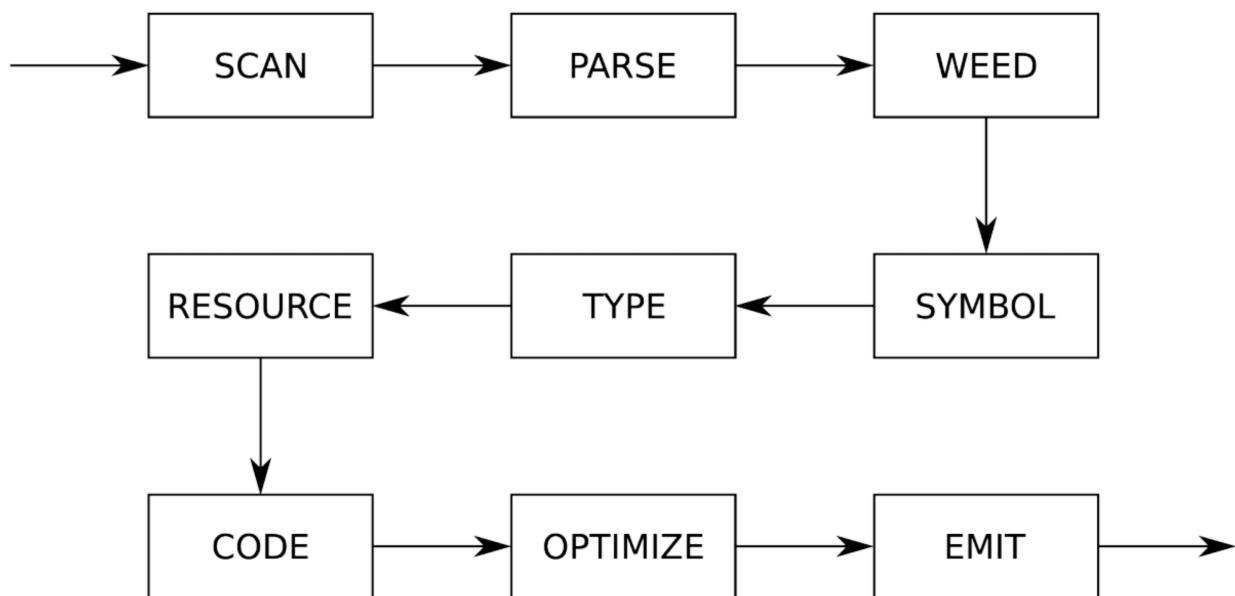 SCAN
PARSE
WEED
SYMBOL
TYPE
RESOURCE
CODE
OPTIMIZE
EMIT